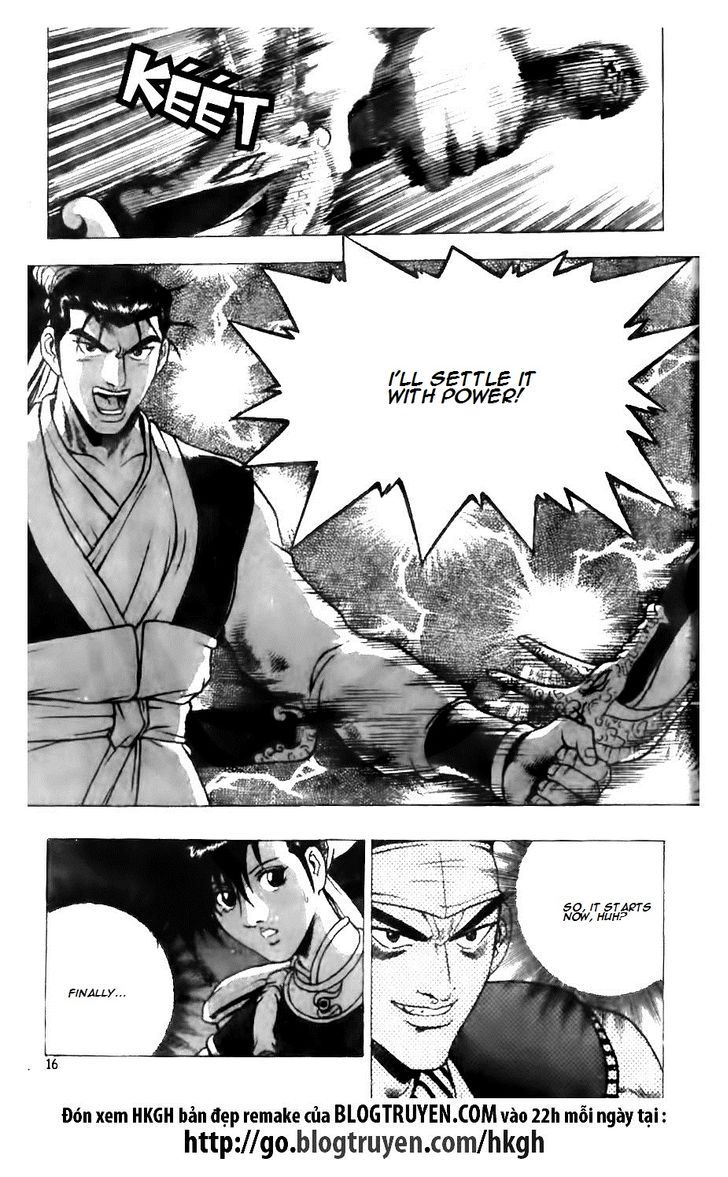 KÉÉÉT
I'LL SETTLE IT
WITH POWER!
FINALLY...
SO, IT STARTS
NOW, HUH?
16
Đón xem HKGH bản đẹp remake của BLOGTRUYEN.COM vào 22h mỗi ngày tại :
http://go.blogtruyen.com/hkgh